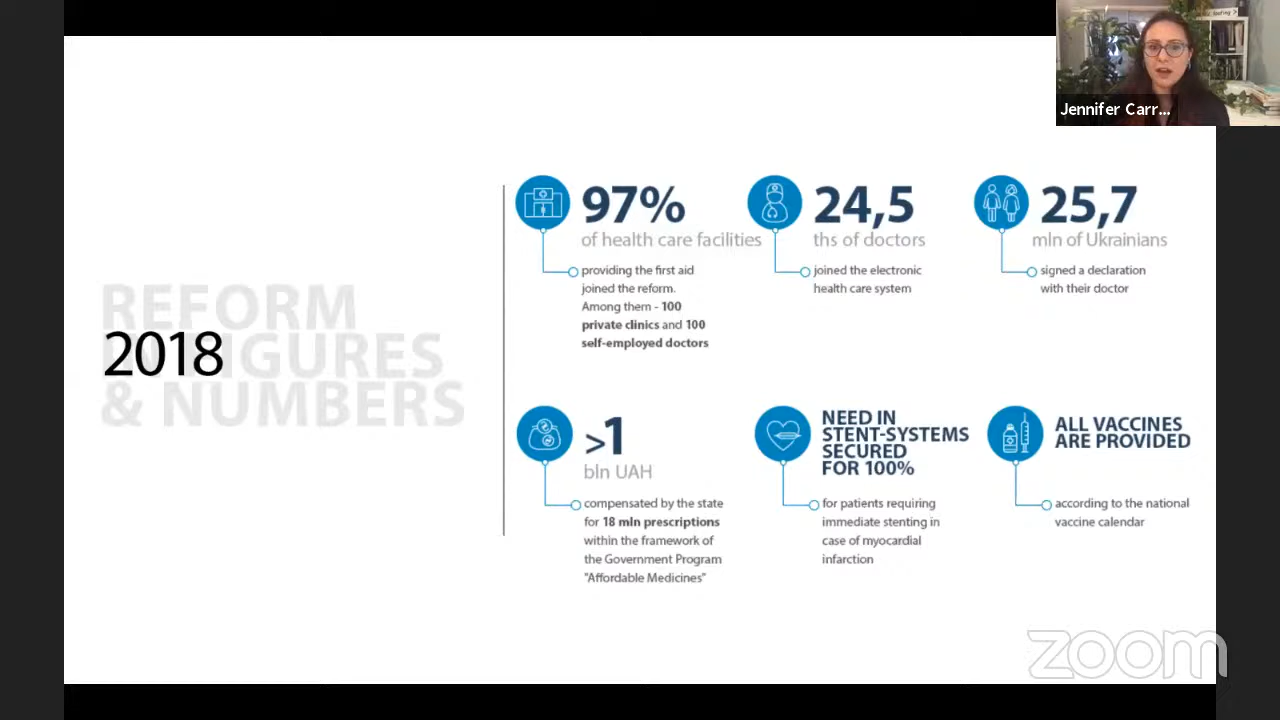 Jennifer Carr...
REFORM
IN FIGURES
& NUMBERS
2018
97%
of health care facilities
providing the first aid
joined the reform.
Among them - 100
private clinics and 100
self-employed doctors
24,5
ths of doctors
joined the electronic
health care system
25,7
mln of Ukrainians
signed a declaration
with their doctor
>1
bln UAH
compensated by the state
for 18 mln prescriptions
within the framework of
the Government Program
"Affordable Medicines"
NEED IN
STENT-SYSTEMS
SECURED
FOR 100%
for patients requiring
immediate stenting in
case of myocardial
infarction
ALL VACCINES
ARE PROVIDED
according to the national
vaccine calendar
zoom